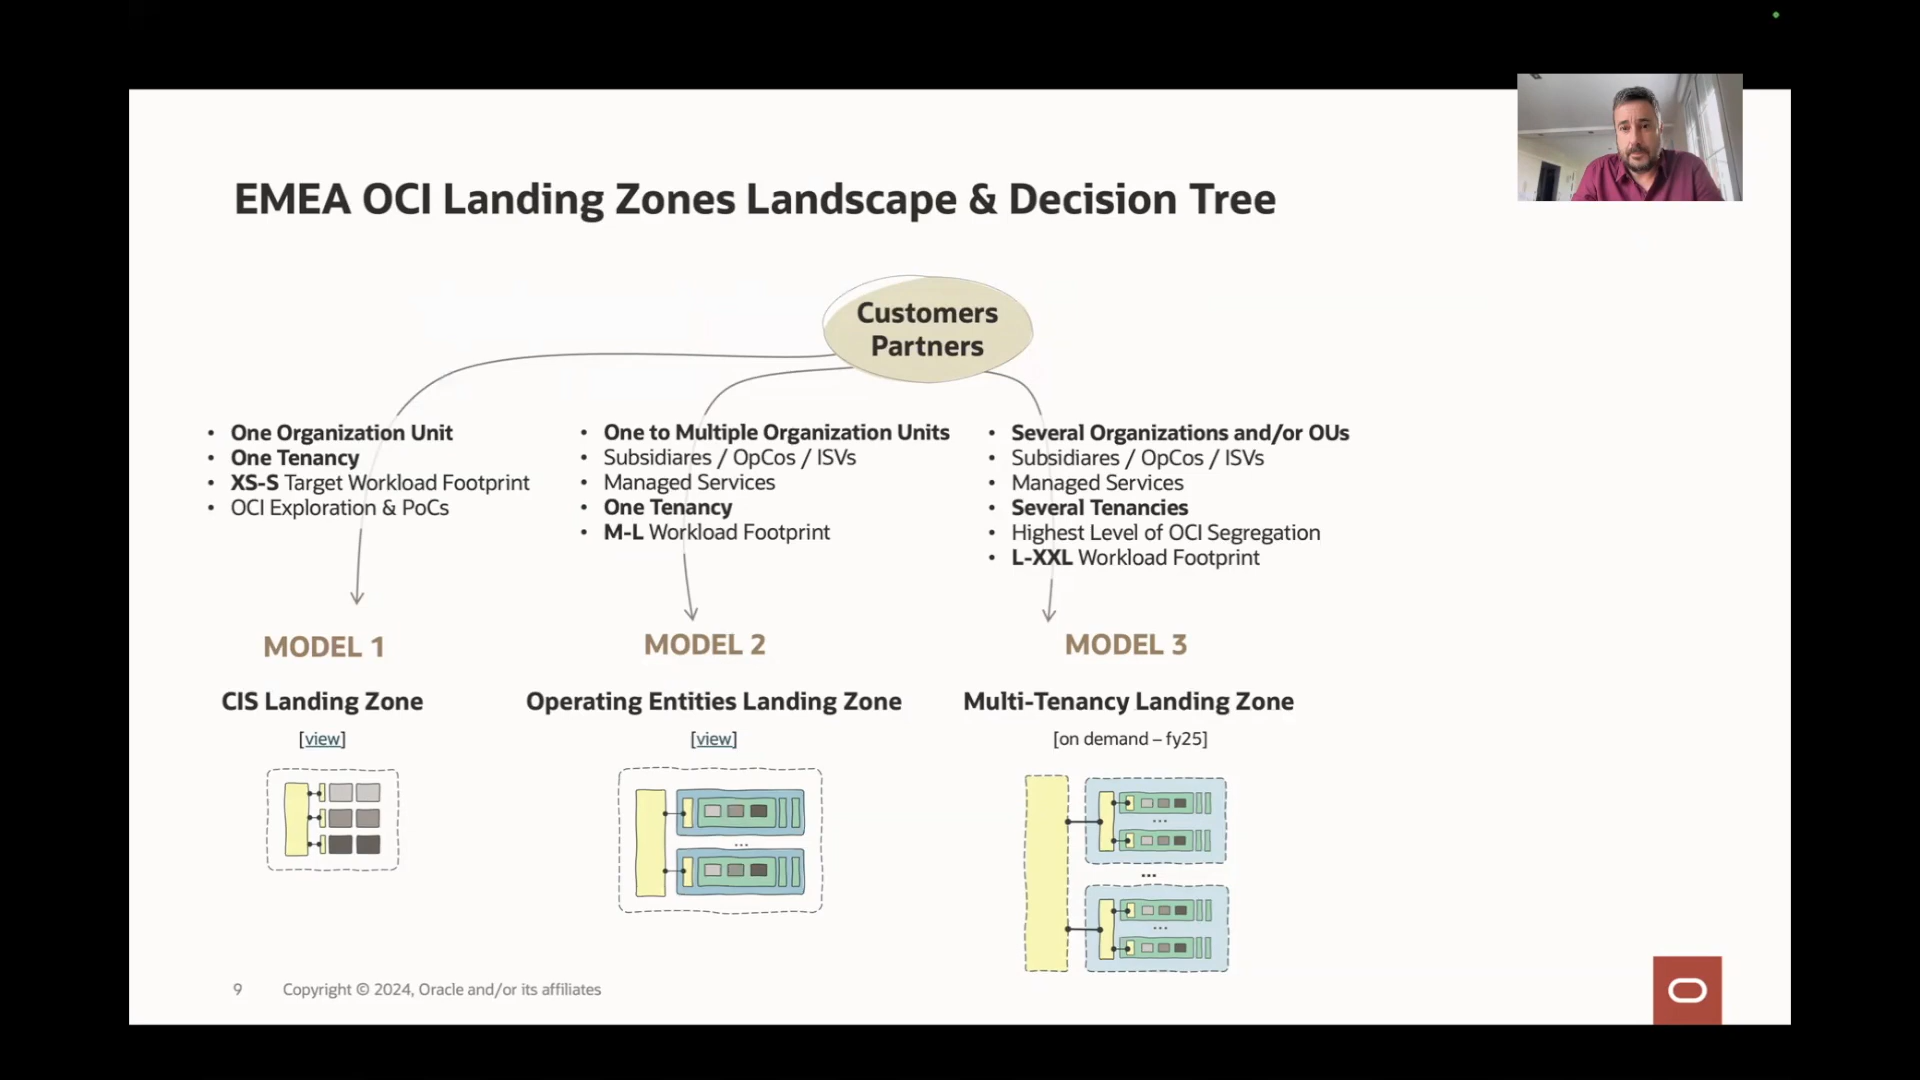 EMEA OCI Landing Zones Landscape & Decision Tree
Customers
Partners
• One Organization Unit
• One Tenancy
• XS-S Target Workload Footprint
• OCI Exploration & PoCs
• One to Multiple Organization Units
• Subsidiares / OpCos / ISVs
• Managed Services
• One Tenancy
• M-L Workload Footprint
• Several Organizations and/or OUs
• Subsidiares / OpCos / ISVs
• Managed Services
• Several Tenancies
• Highest Level of OCI Segregation
• L-XXL Workload Footprint
MODEL 1
CIS Landing Zone
[view]
MODEL 2
Operating Entities Landing Zone
[view]
...
MODEL 3
Multi-Tenancy Landing Zone
[on demand – fy25]
...
...
...
9 Copyright © 2024, Oracle and/or its affiliates